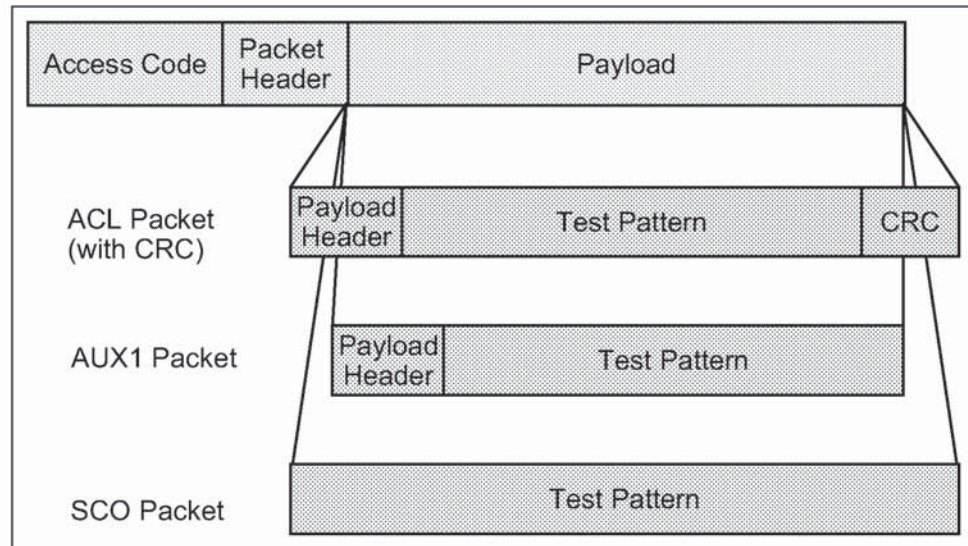 Access Code
Packet
Header
Payload
ACL Packet
(with CRC)
Payload
Header
Test Pattern
CRC
AUX1 Packet
Payload
Header
Test Pattern
SCO Packet
Test Pattern